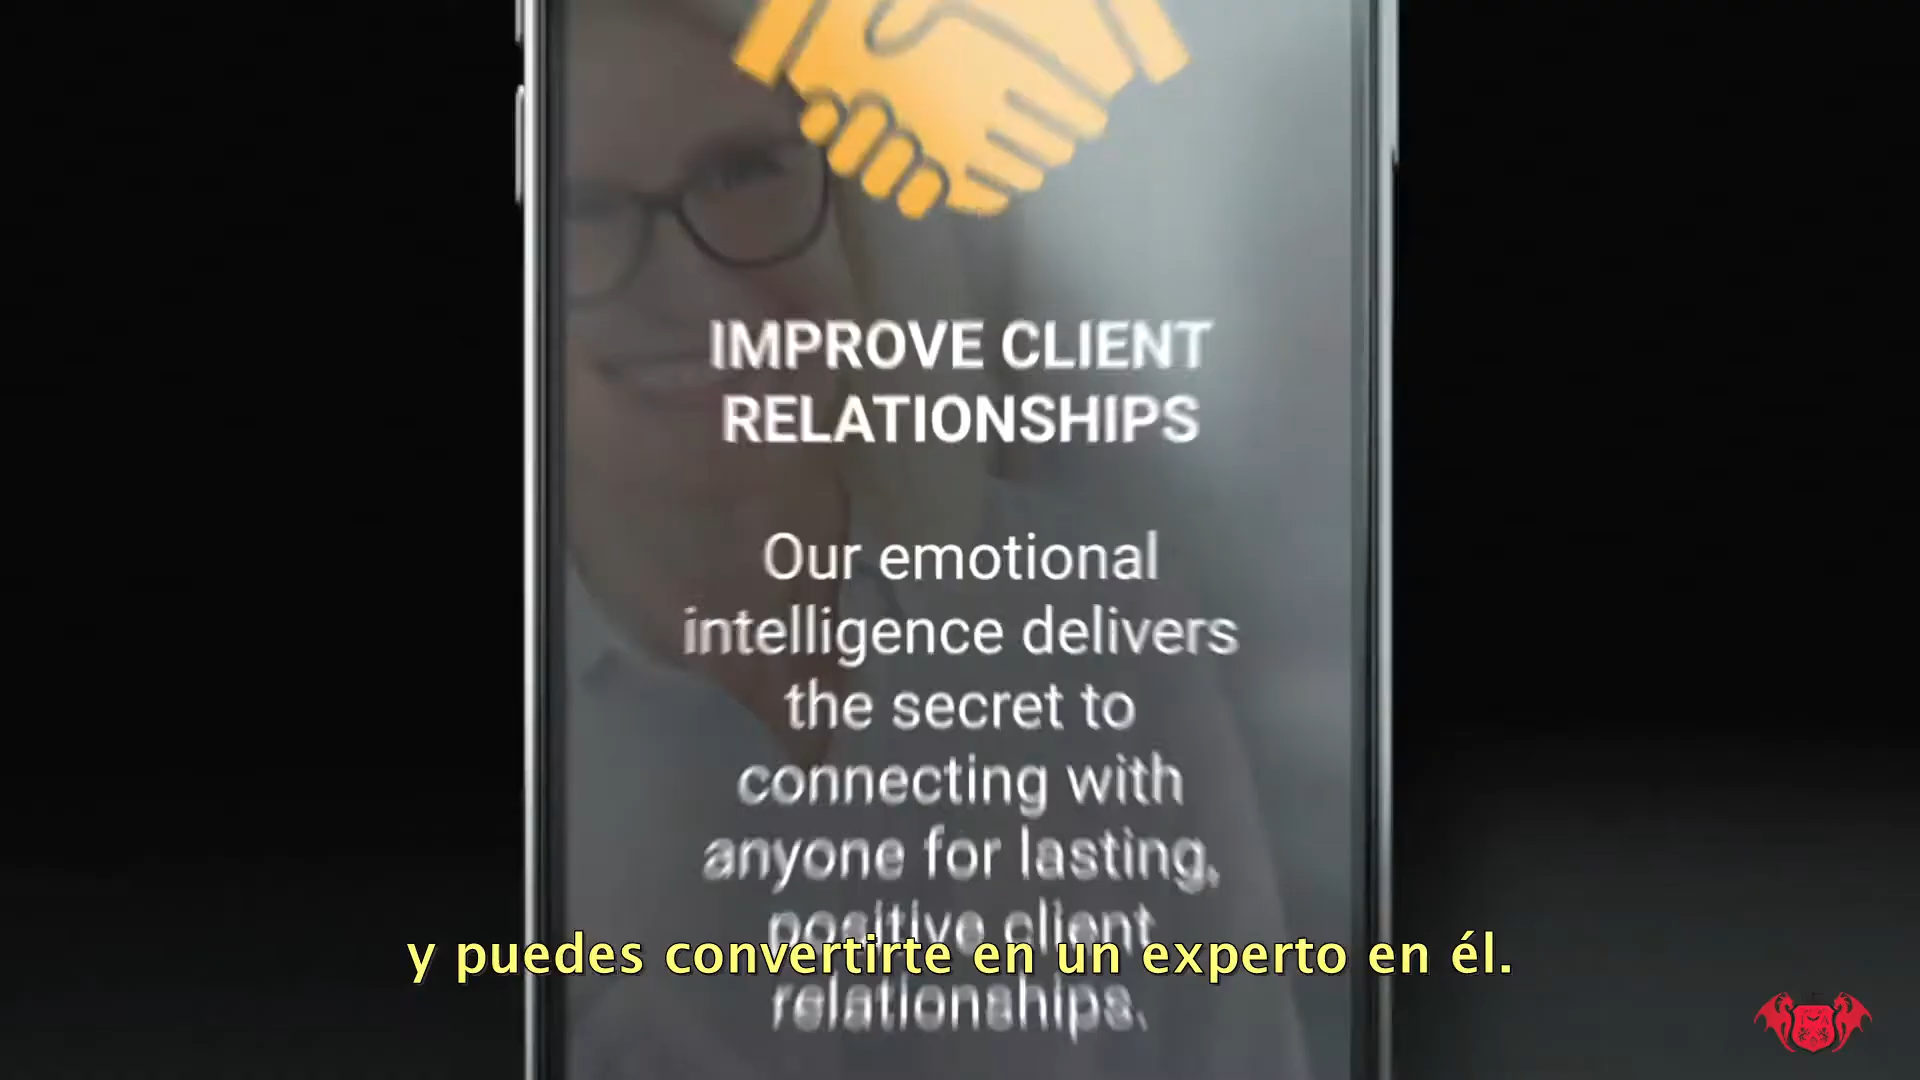 IMPROVE CLIENT
RELATIONSHIPS
Our emotional
intelligence delivers
the secret to
connecting with
anyone for lasting,
positive client
relationships.
y puedes convertirte en un experto en él.